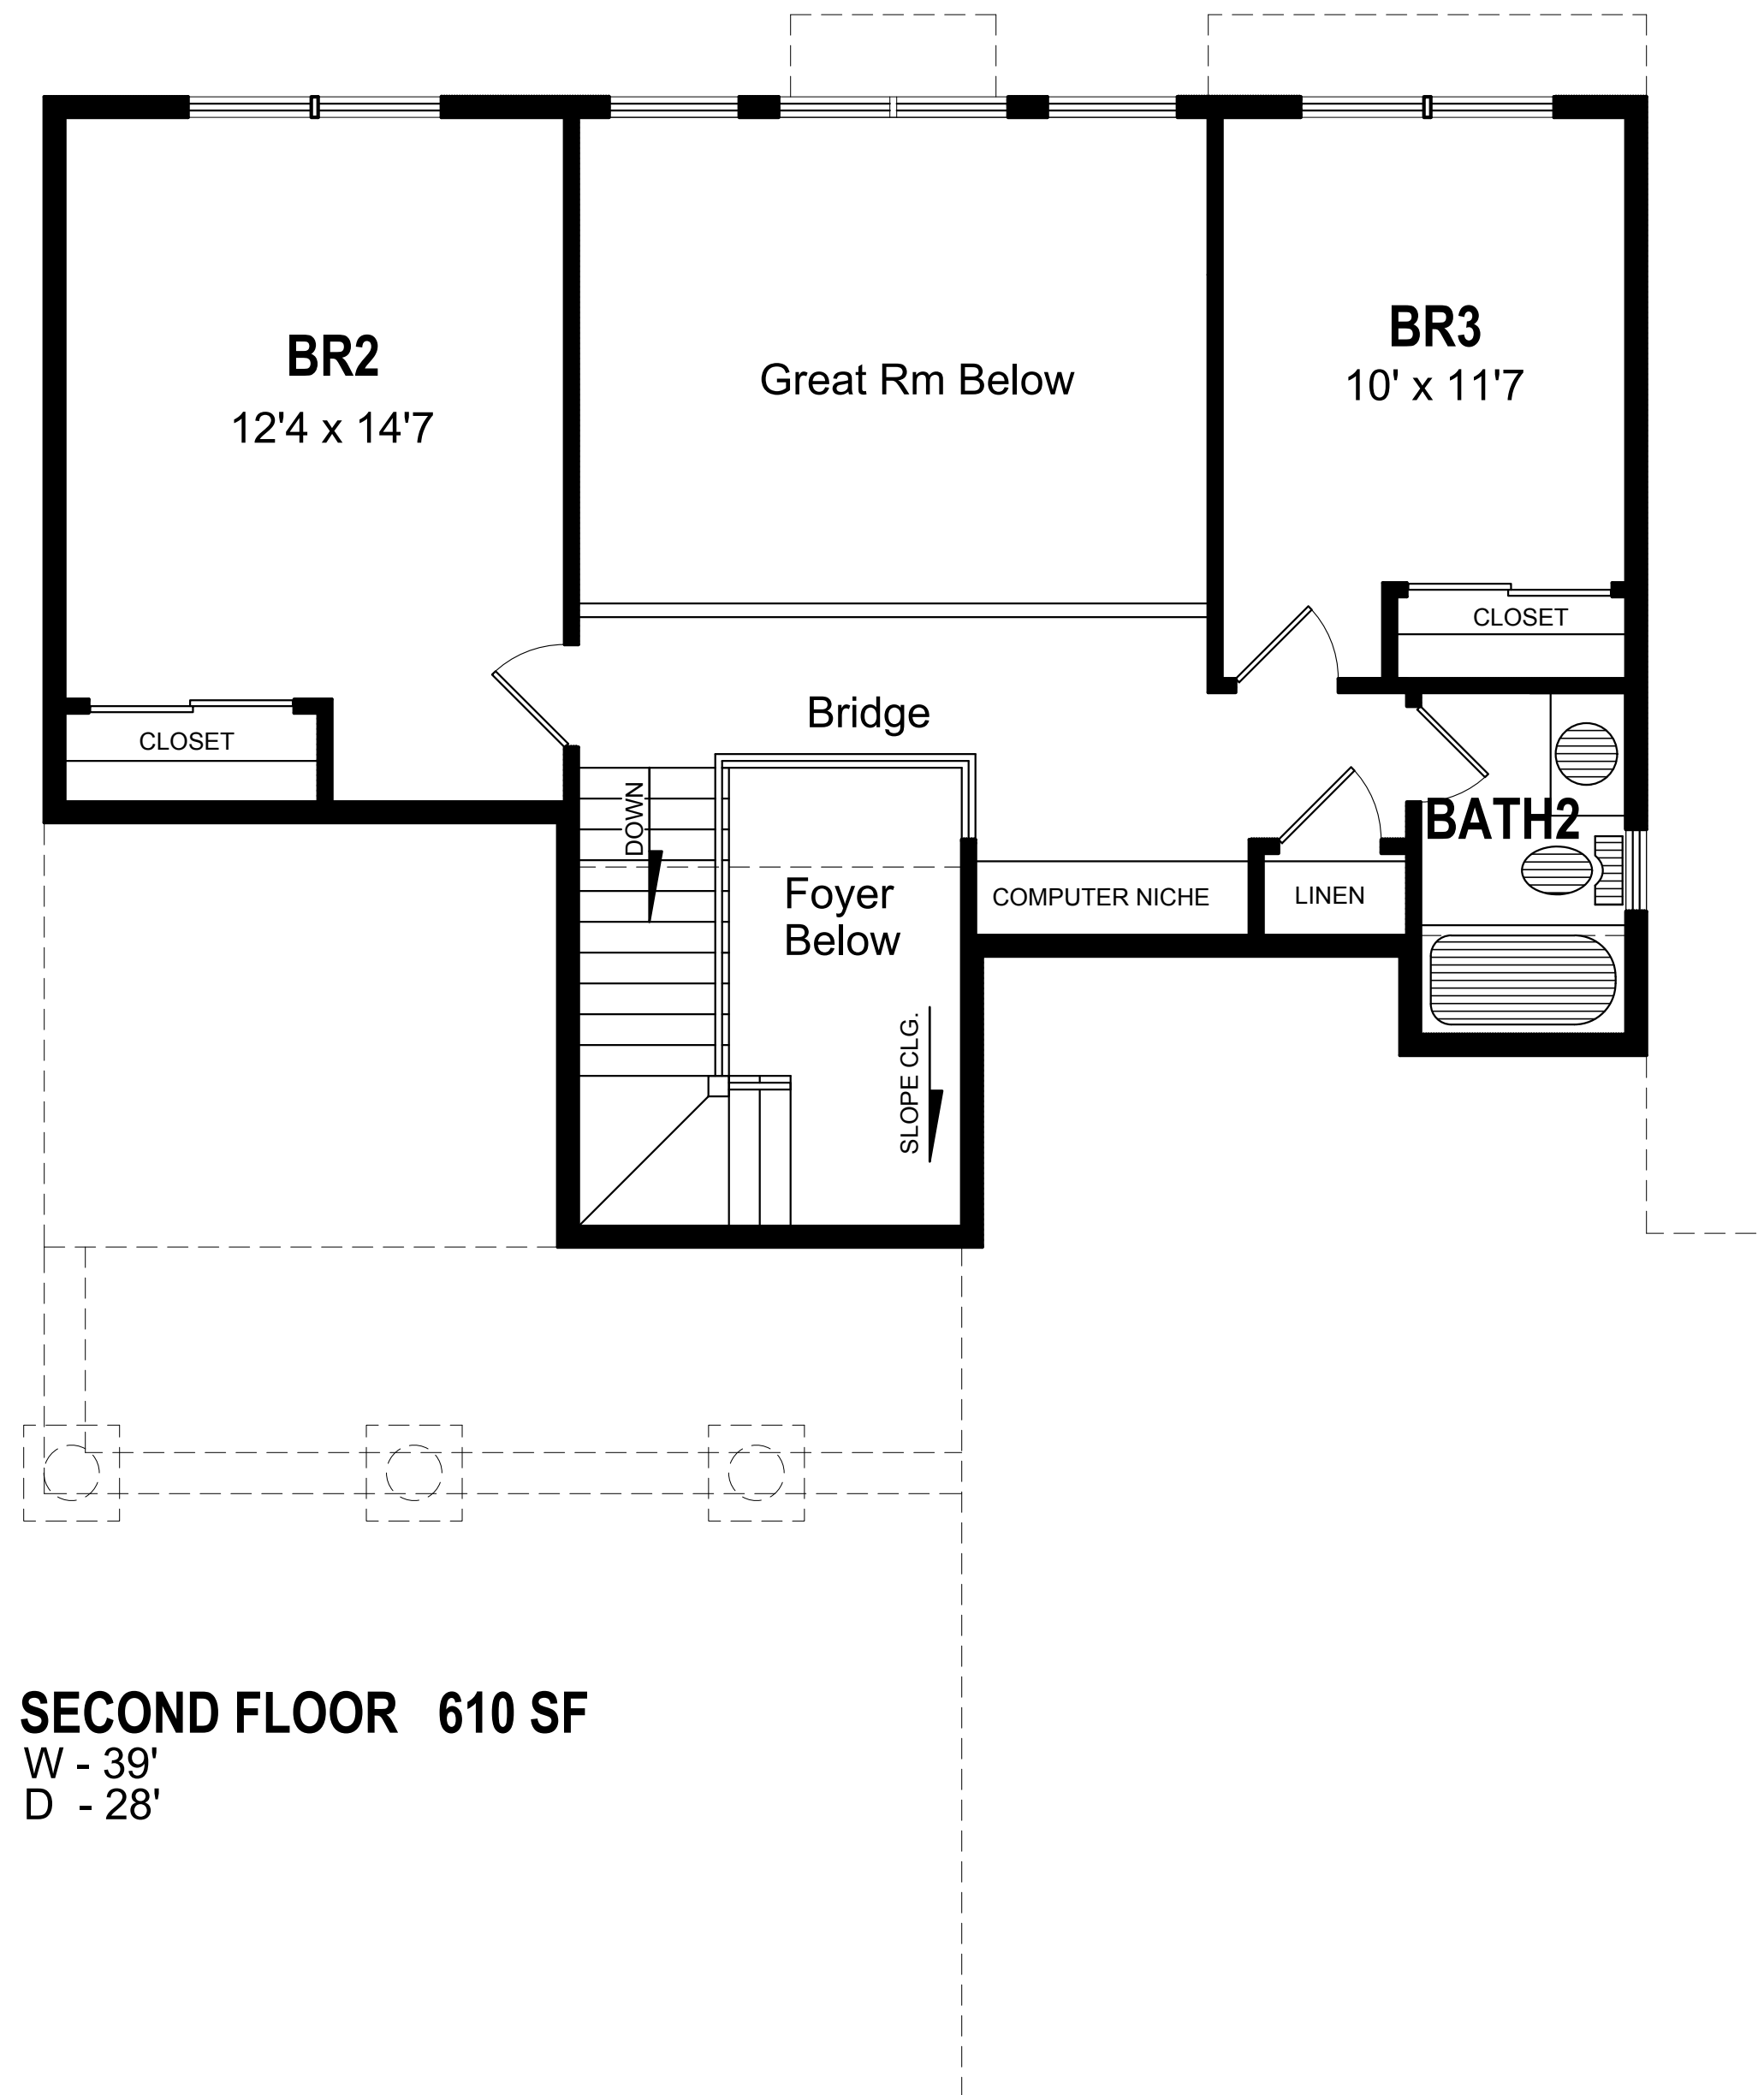 BR2
12'4 x 14'7
Great Rm Below
BR3
10' x 11'7
CLOSET
CLOSET
Bridge
DOWN
BATH2
Foyer
Below
COMPUTER NICHE
LINEN
SLOPE CLG.
SECOND FLOOR 610 SF
W - 39'
D - 28'